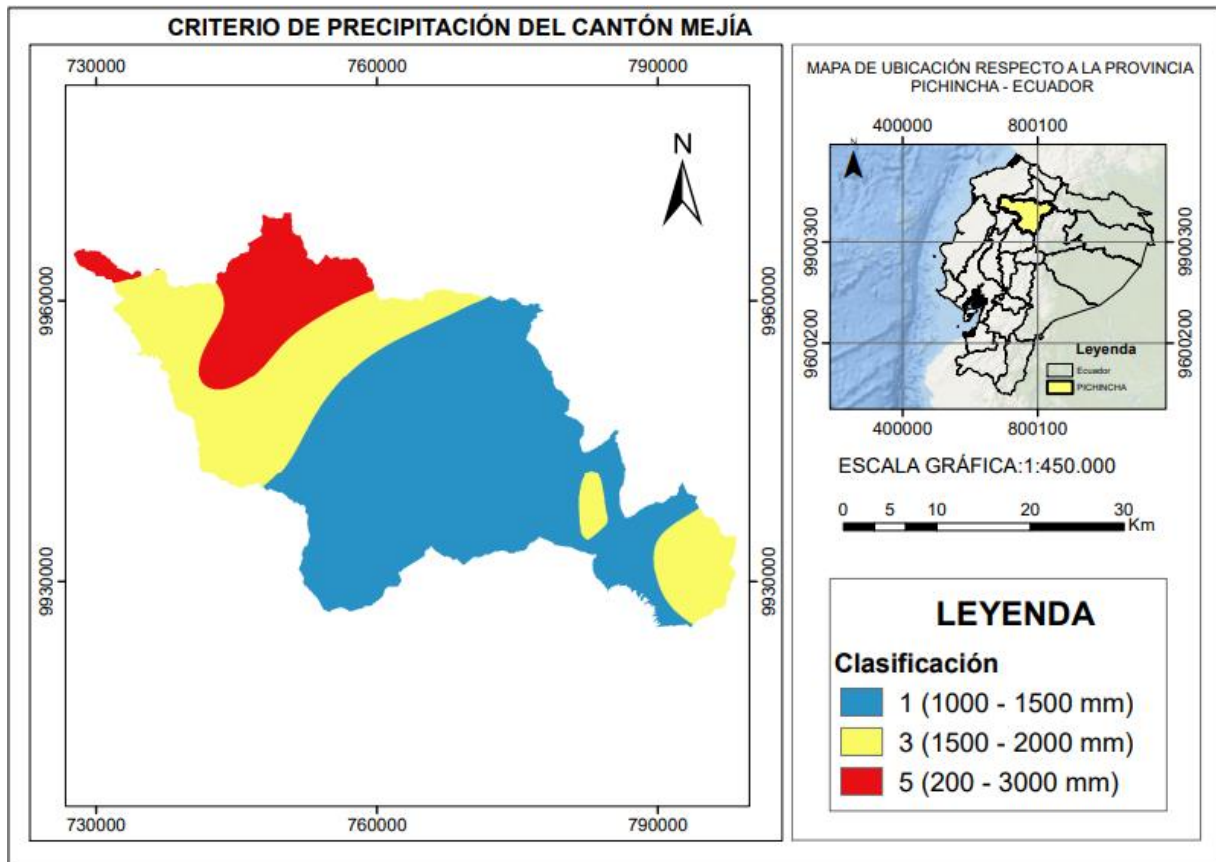 CRITERIO DE PRECIPITACIÓN DEL CANTÓN MEJÍA
730000
760000
790000
N
9960000
9960000
9930000
9930000
730000
760000
790000
MAPA DE UBICACIÓN RESPECTO A LA PROVINCIA
PICHINCHA - ECUADOR
400000
800100
N
9900300
9900300
9600200
9600200
Leyenda
Ecuador
PICHINCHA
400000
800100
ESCALA GRÁFICA:1:450.000
0 5 10 20 30
Km
LEYENDA
Clasificación
1 (1000 - 1500 mm)
3 (1500 - 2000 mm)
5 (200 - 3000 mm)